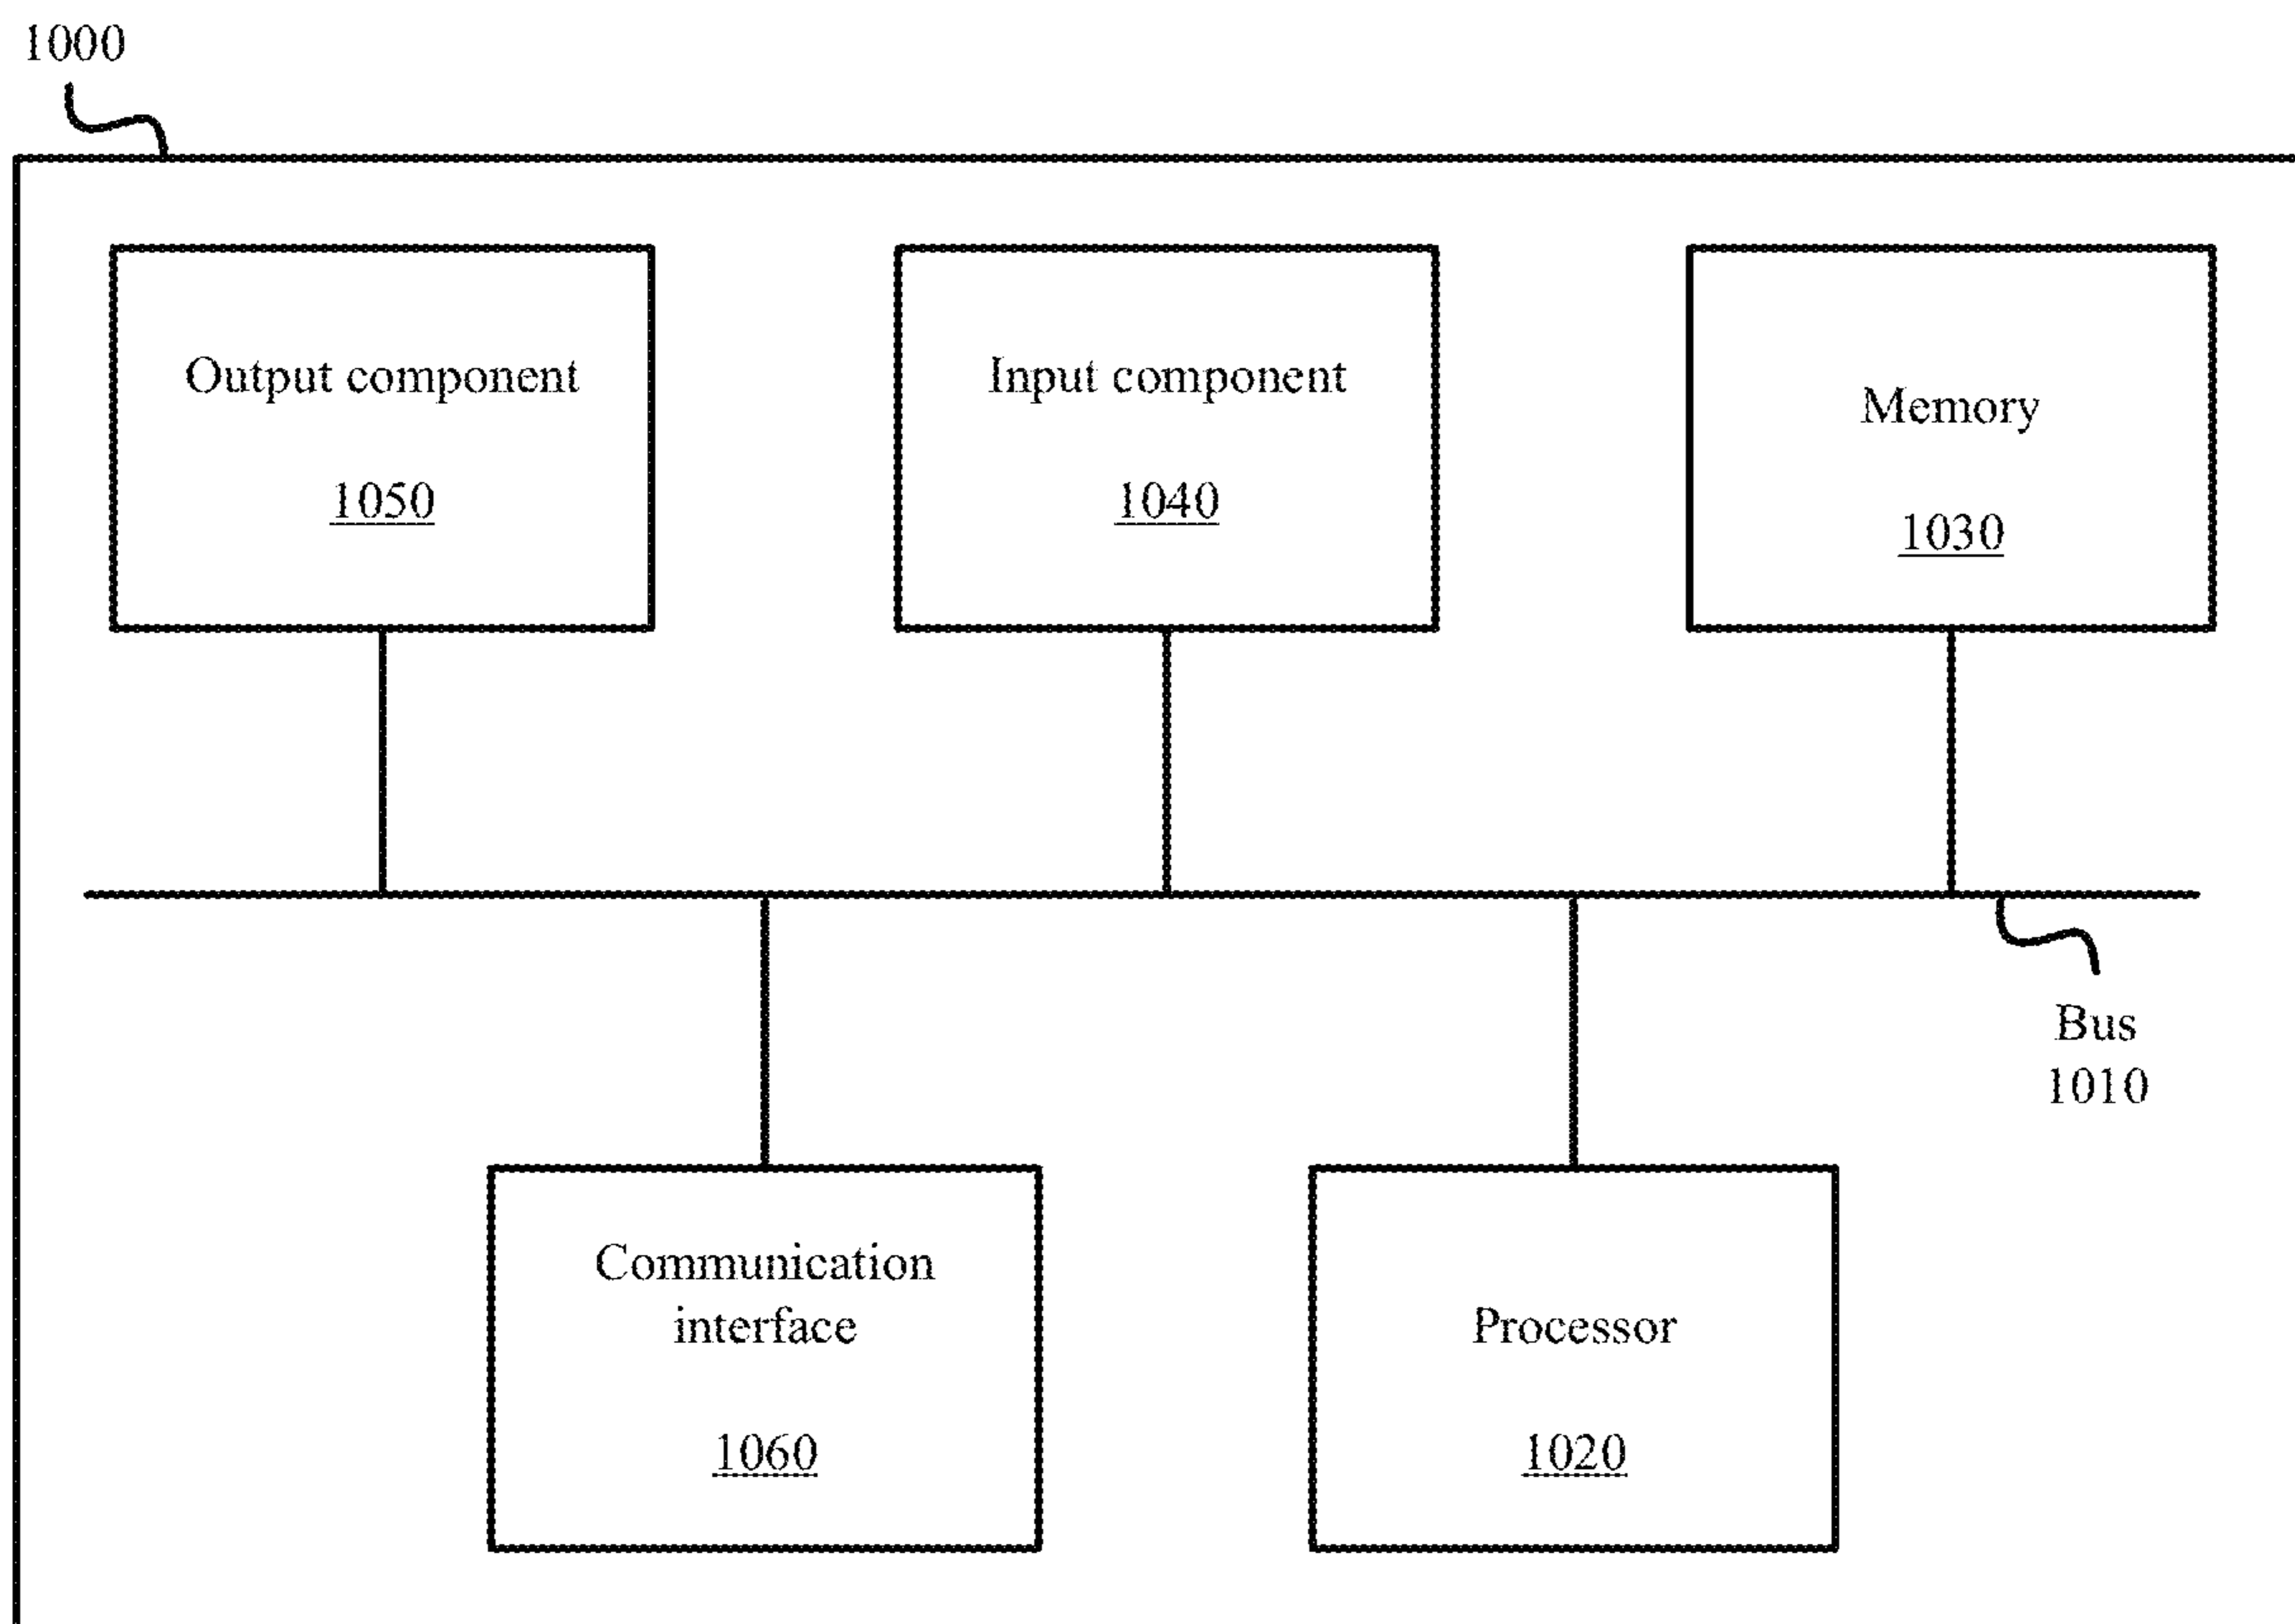 1000
Output component
1050
Input component
1040
Memory
1030
Bus
1010
Communication
interface
1060
Processor
1020